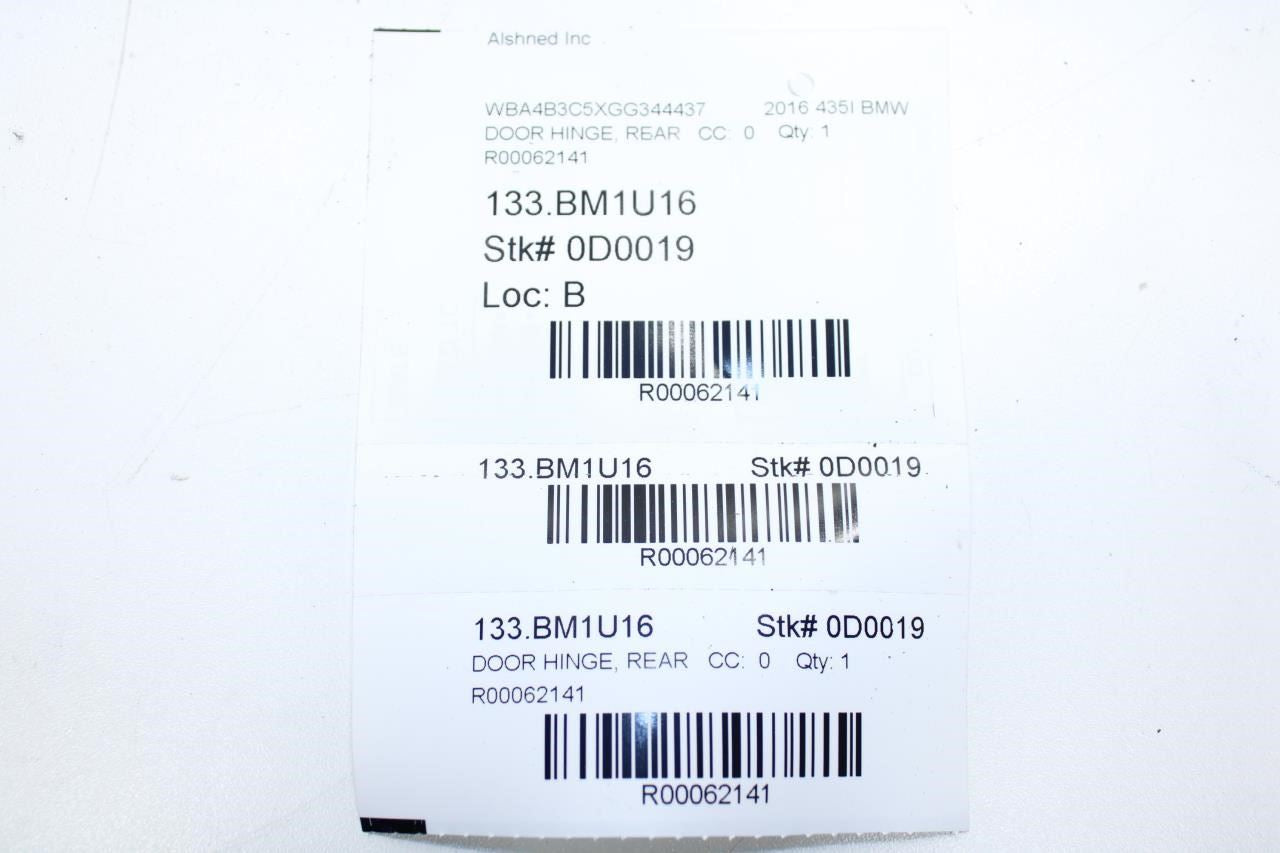 Alshned Inc
WBA4B3C5XGG344437 2016 435I BMW
DOOR HINGE, REAR CC: 0 Qty: 1
R00062141
133.BM1U16
Stk# 0D0019
Loc: B
R00062141
133.BM1U16 Stk# 0D0019
R00062141
133.BM1U16 Stk# 0D0019
DOOR HINGE, REAR CC: 0 Qty: 1
R00062141
R00062141